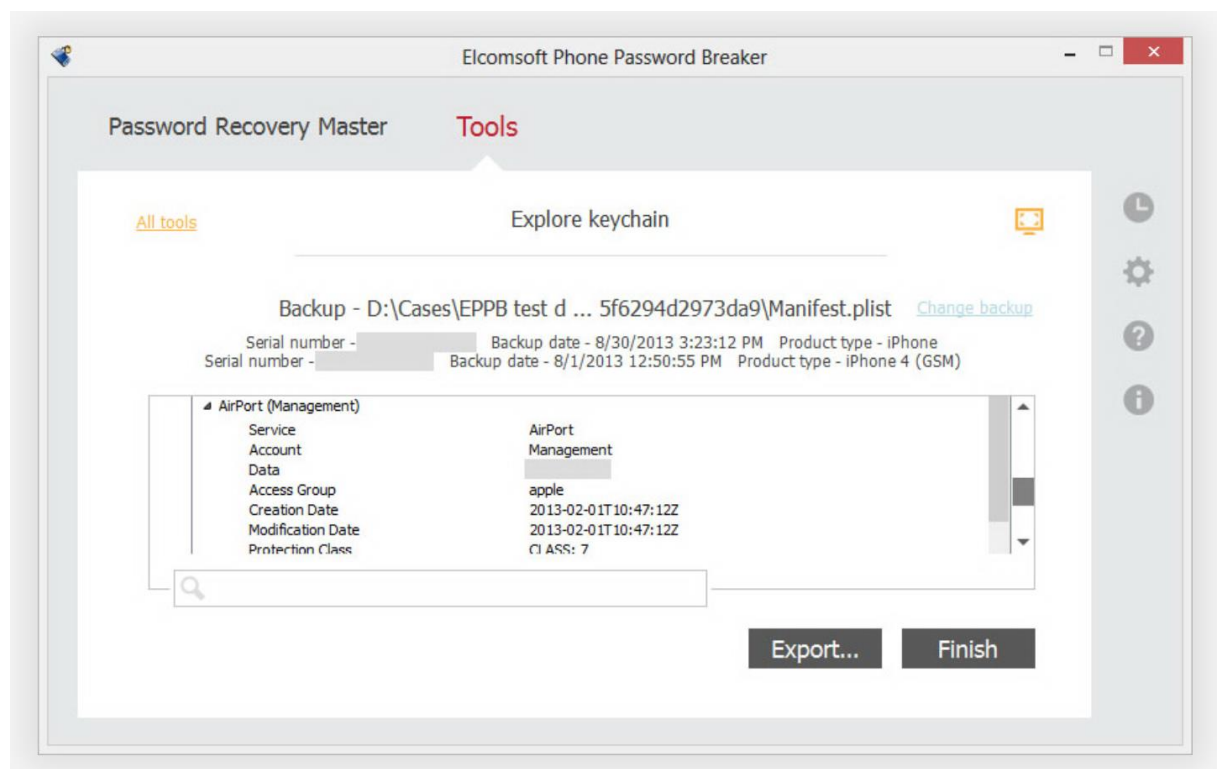 Elcomsoft Phone Password Breaker
Password Recovery Master Tools
All tools Explore keychain
Backup - D:\Cases\EPPB test d ... 5f6294d2973da9\Manifest.plist Change backup
Serial number - Backup date - 8/30/2013 3:23:12 PM Product type - iPhone
Serial number - Backup date - 8/1/2013 12:50:55 PM Product type - iPhone 4 (GSM)
AirPort (Management)
Service AirPort
Account Management
Data
Access Group apple
Creation Date 2013-02-01T10:47:12Z
Modification Date 2013-02-01T10:47:12Z
Protection Class CLASS: 7
Export... Finish